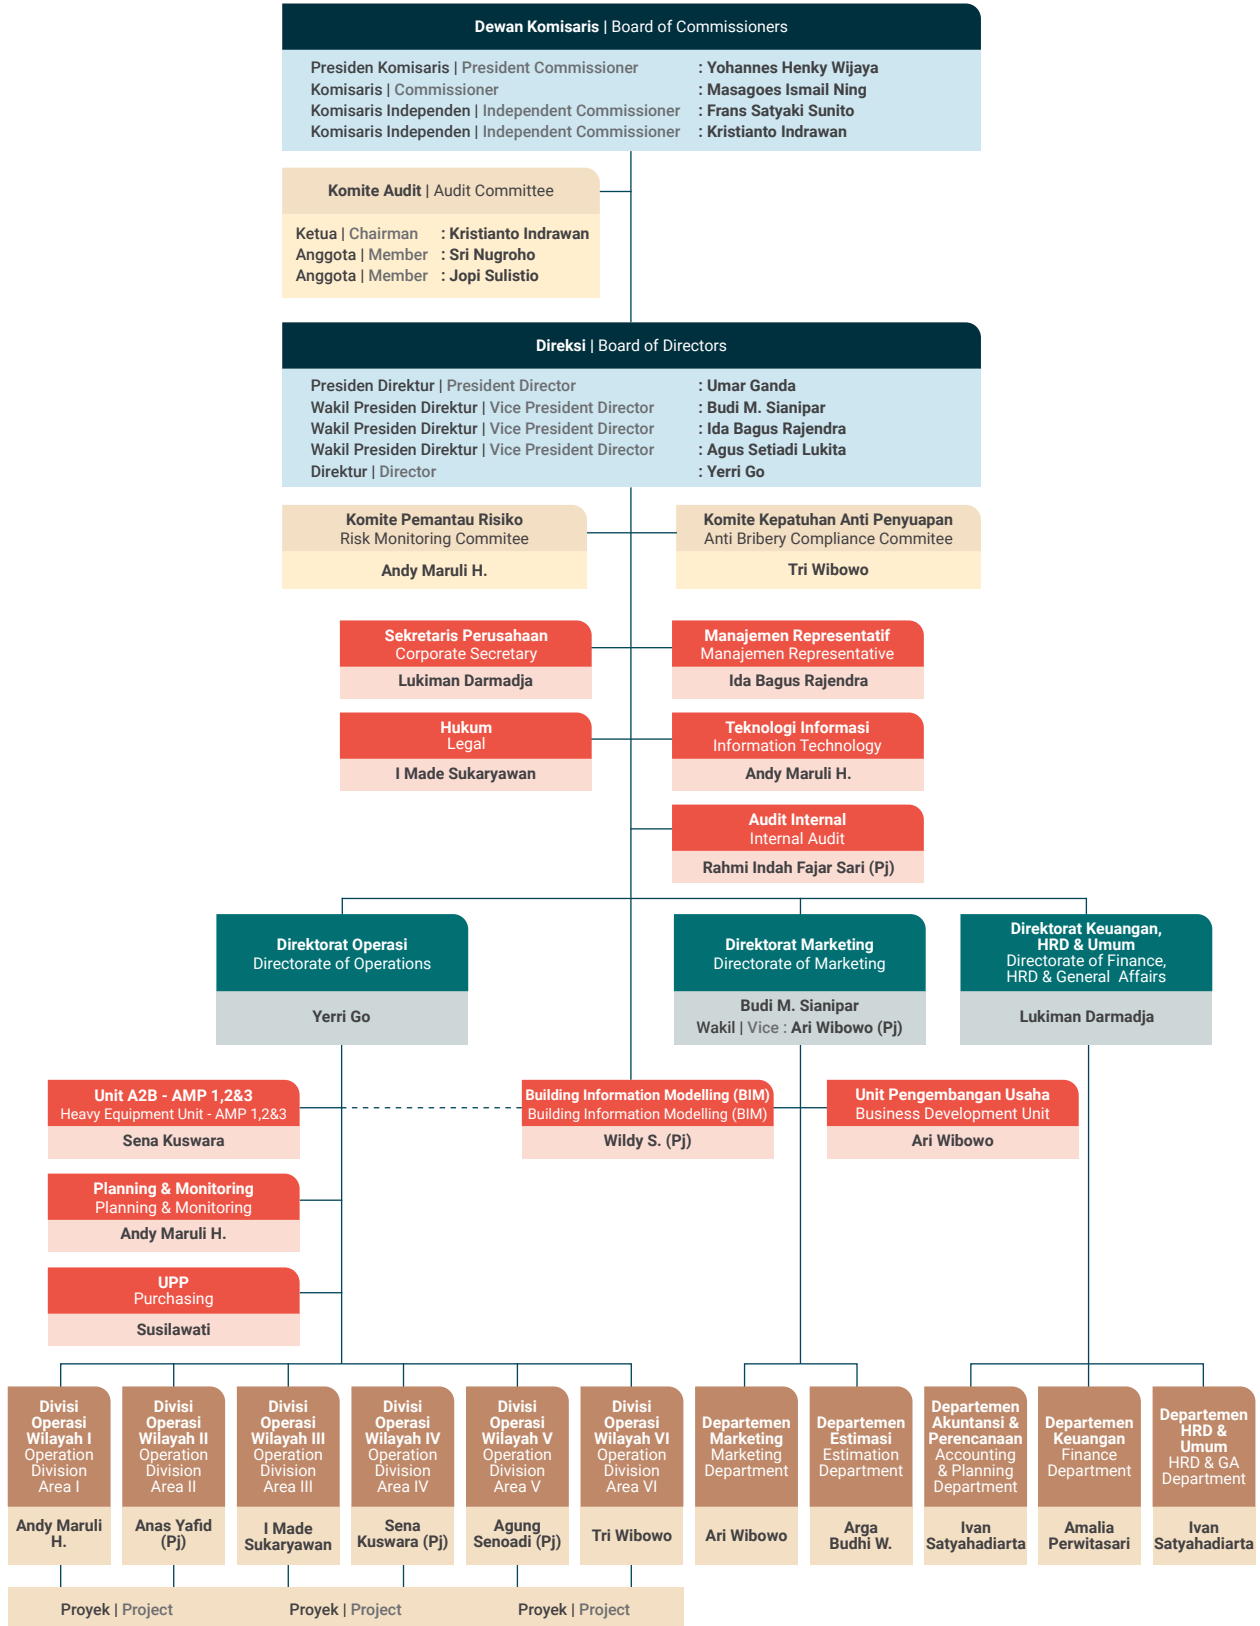 Dewan Komisaris | Board of Commissioners
Presiden Komisaris | President Commissioner : Yohannes Henky Wijaya
Komisaris | Commissioner : Masagoes Ismail Ning
Komisaris Independen | Independent Commissioner : Frans Satyaki Sunito
Komisaris Independen | Independent Commissioner : Kristianto Indrawan
Komite Audit | Audit Committee
Ketua | Chairman : Kristianto Indrawan
Anggota | Member : Sri Nugroho
Anggota | Member : Jopi Sulistio
Direksi | Board of Directors
Presiden Direktur | President Director : Umar Ganda
Wakil Presiden Direktur | Vice President Director : Budi M. Sianipar
Wakil Presiden Direktur | Vice President Director : Ida Bagus Rajendra
Wakil Presiden Direktur | Vice President Director : Agus Setiadi Lukita
Direktur | Director : Yerri Go
Komite Pemantau Risiko
Risk Monitoring Commitee
Andy Maruli H.
Komite Kepatuhan Anti Penyuapan
Anti Bribery Compliance Commitee
Tri Wibowo
Sekretaris Perusahaan
Corporate Secretary
Lukiman Darmadja
Manajemen Representatif
Manajemen Representative
Ida Bagus Rajendra
Hukum
Legal
I Made Sukaryawan
Teknologi Informasi
Information Technology
Andy Maruli H.
Audit Internal
Internal Audit
Rahmi Indah Fajar Sari (Pj)
Direktorat Operasi
Directorate of Operations
Yerri Go
Direktorat Marketing
Directorate of Marketing
Budi M. Sianipar
Wakil | Vice : Ari Wibowo (Pj)
Direktorat Keuangan,
HRD & Umum
Directorate of Finance,
HRD & General Affairs
Lukiman Darmadja
Unit A2B - AMP 1,2&3
Heavy Equipment Unit - AMP 1,2&3
Sena Kuswara
Building Information Modelling (BIM)
Building Information Modelling (BIM)
Wildy S. (Pj)
Unit Pengembangan Usaha
Business Development Unit
Ari Wibowo
Planning & Monitoring
Planning & Monitoring
Andy Maruli H.
UPP
Purchasing
Susilawati
Divisi
Operasi
Wilayah I
Operation
Division
Area I
Andy Maruli
H.
Divisi
Operasi
Wilayah II
Operation
Division
Area II
Anas Yafid
(Pj)
Divisi
Operasi
Wilayah III
Operation
Division
Area III
I Made
Sukaryawan
Divisi
Operasi
Wilayah IV
Operation
Division
Area IV
Sena
Kuswara (Pj)
Divisi
Operasi
Wilayah V
Operation
Division
Area V
Agung
Senoadi (Pj)
Divisi
Operasi
Wilayah VI
Operation
Division
Area VI
Tri Wibowo
Departemen
Marketing
Marketing
Department
Ari Wibowo
Departemen
Estimasi
Estimation
Department
Arga
Budhi W.
Departemen
Akuntansi &
Perencanaan
Accounting
& Planning
Department
Ivan
Satyahadiarta
Departemen
Keuangan
Finance
Department
Amalia
Perwitasari
Departemen
HRD &
Umum
HRD & GA
Department
Ivan
Satyahadiarta
Proyek | Project
Proyek | Project
Proyek | Project